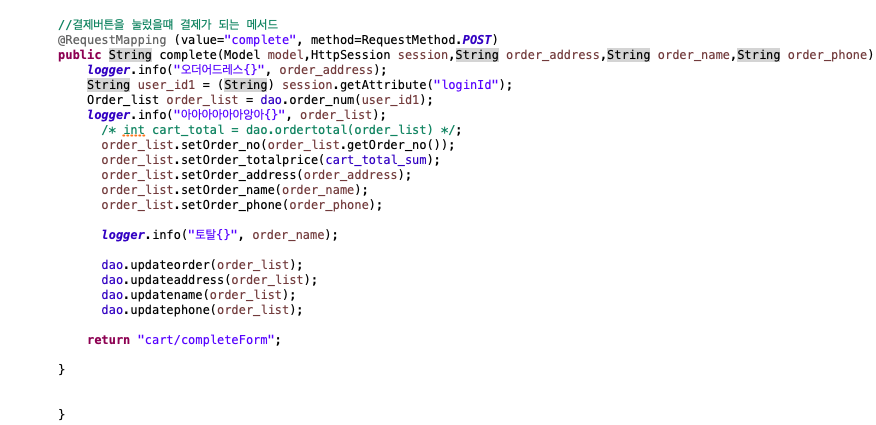 //결제버튼을 눌렀을떄 결제가 되는 메서드
@RequestMapping (value="complete", method=RequestMethod.POST)
public String complete(Model model,HttpSession session,String order_address,String order_name,String order_phone)
logger.info("오더어드레스{}", order_address);
String user_id1 = (String) session.getAttribute("loginId");
Order_list order_list = dao.order_num(user_id1);
logger.info("아아아아아아앙아{}", order_list);
/* int cart_total = dao.ordertotal(order_list) */;
order_list.setOrder_no(order_list.getOrder_no());
order_list.setOrder_totalprice(cart_total_sum);
order_list.setOrder_address(order_address);
order_list.setOrder_name(order_name);
order_list.setOrder_phone(order_phone);
logger.info("토탈{}", order_name);
dao.updateorder(order_list);
dao.updateaddress(order_list);
dao.updatename(order_list);
dao.updatephone(order_list);
return "cart/completeForm";
}
}